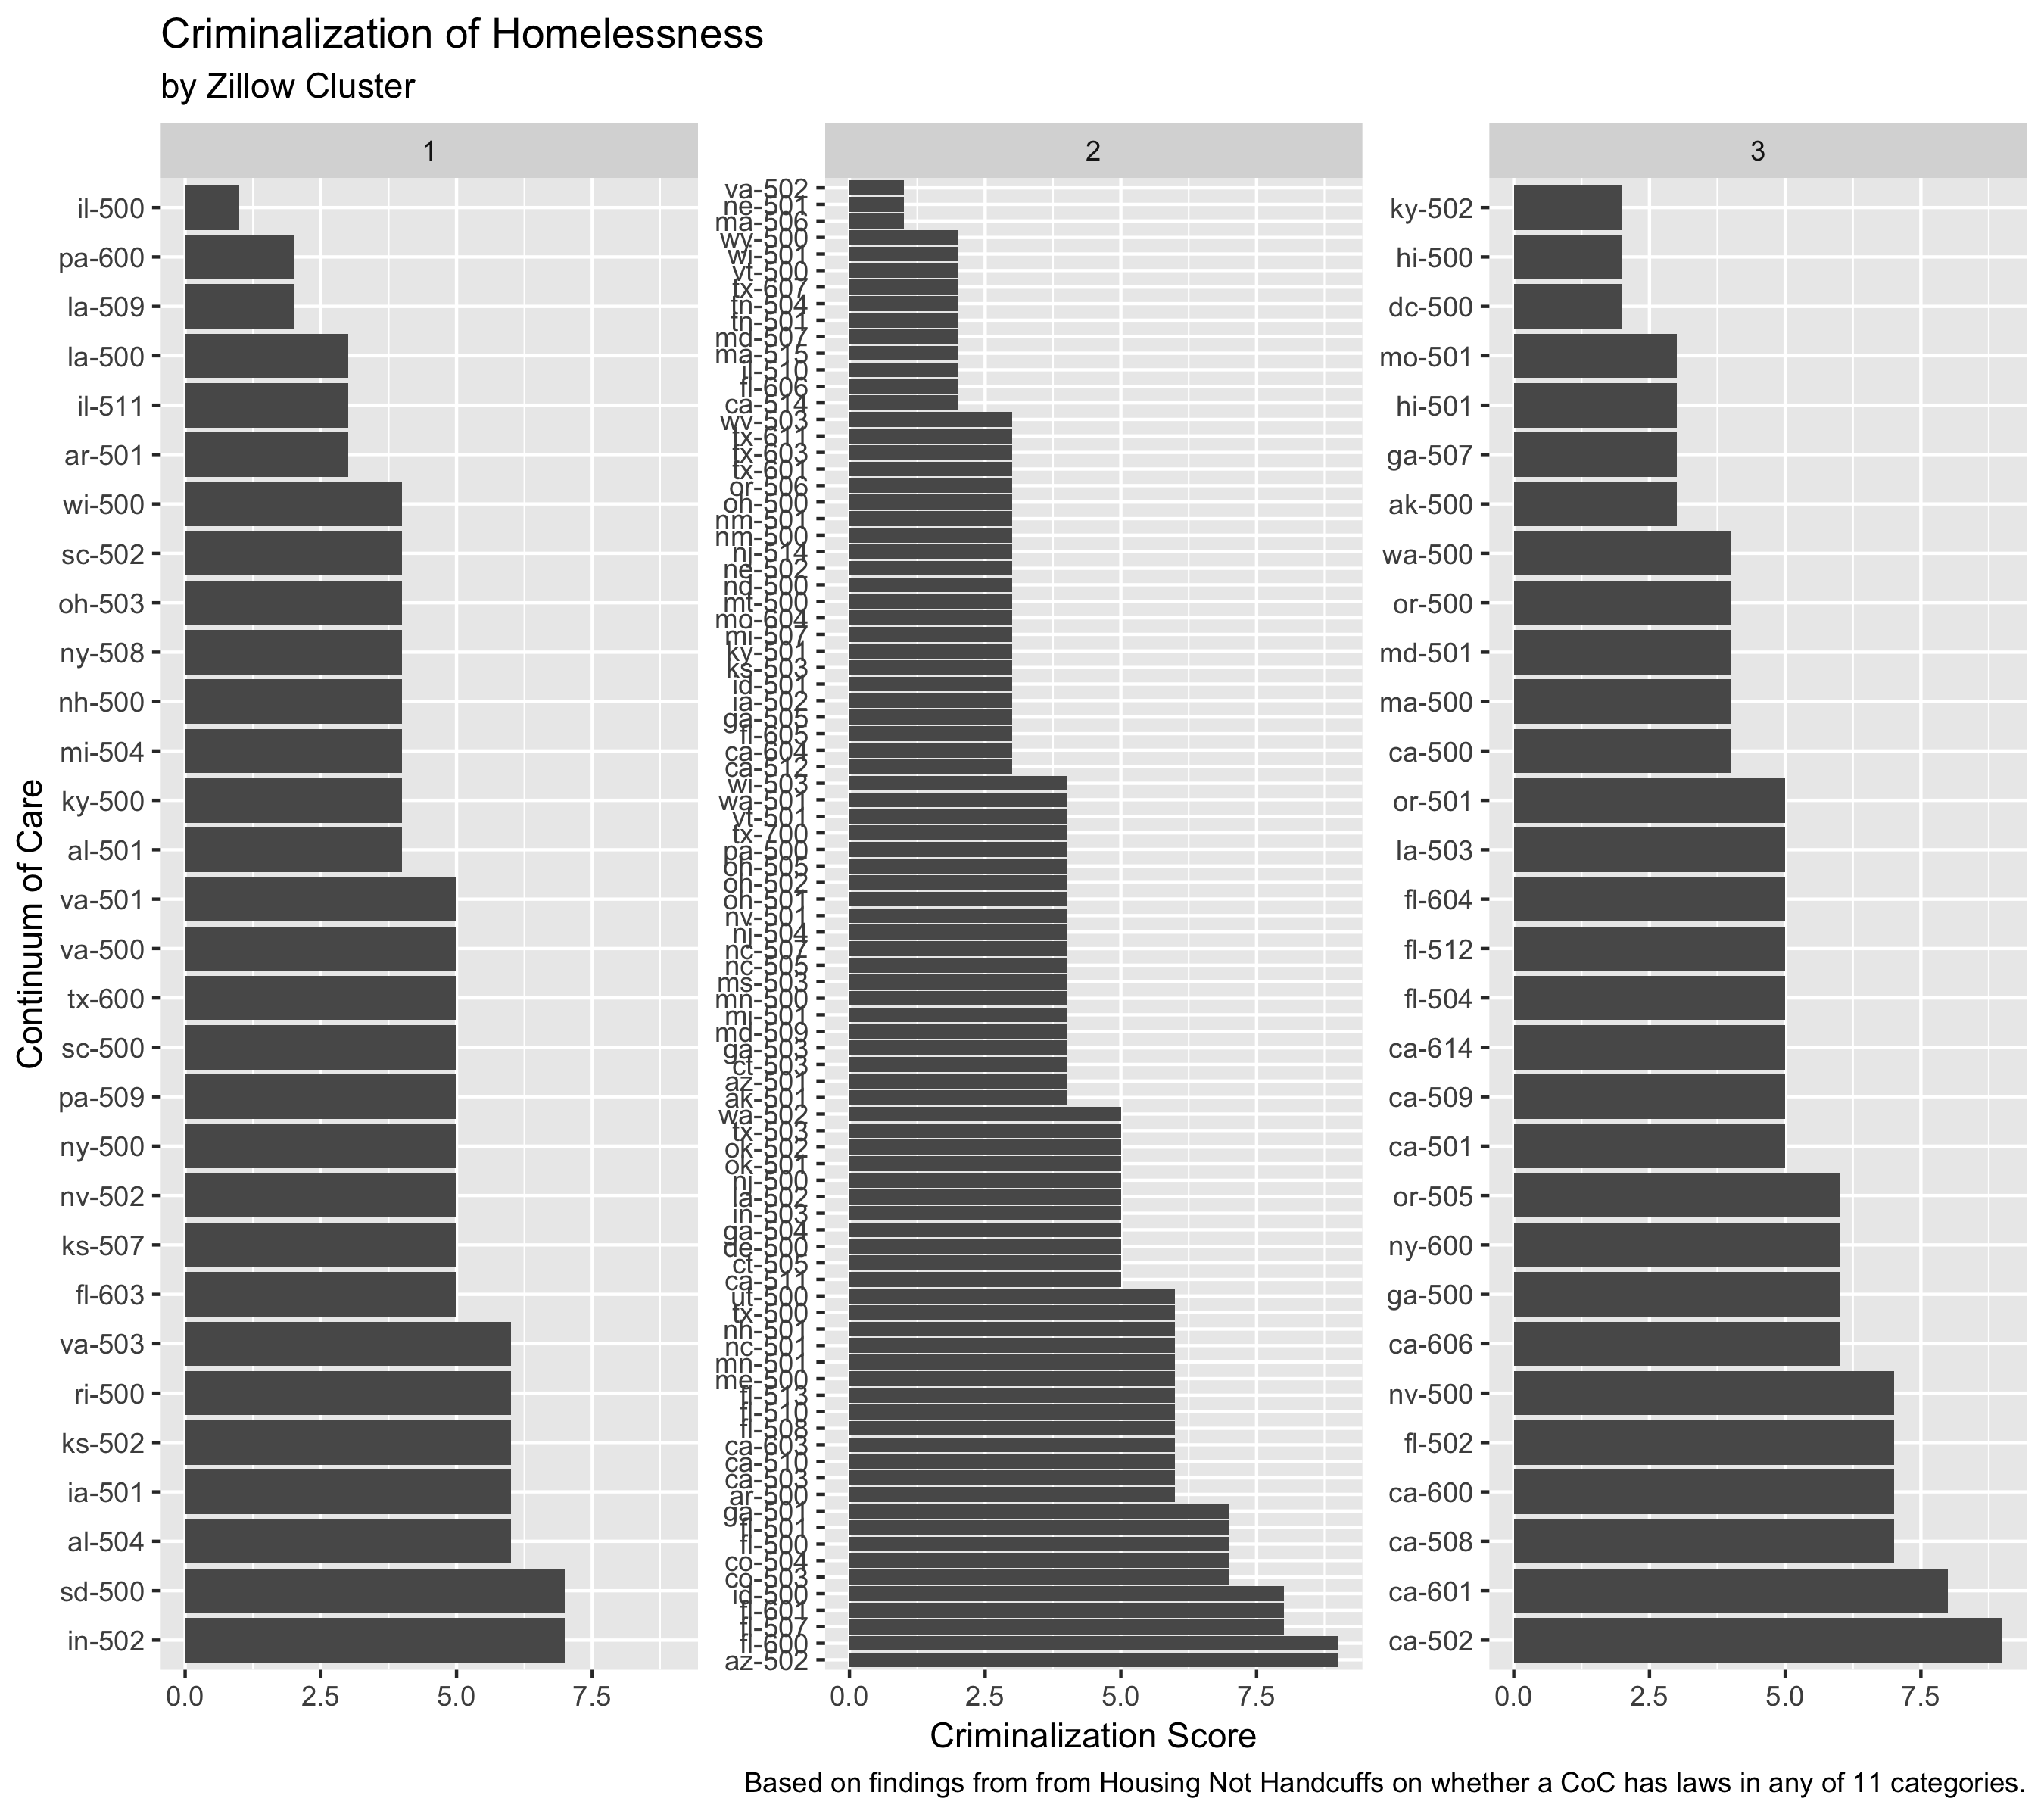 Criminalization of Homelessness
by Zillow Cluster
1
2
3
Continuum of Care
il-500
pa-600
la-509
la-500
il-511
ar-501
wi-500
sc-502
oh-503
ny-508
nh-500
mi-504
ky-500
al-501
va-501
va-500
tx-600
sc-500
pa-509
ny-500
nv-502
ks-507
fl-603
va-503
ri-500
ks-502
ia-501
al-504
sd-500
in-502
0.0 2.5 5.0 7.5
va-502
ne-501
ma-506
wy-500
wi-501
vt-500
tx-607
tn-504
tn-501
md-507
ma-515
il-510
fl-606
ca-514
wv-503
tx-611
tx-603
tx-601
or-506
oh-500
nm-501
nm-500
nj-514
ne-502
nd-500
mt-500
mo-604
mi-507
ky-501
ks-503
id-501
ia-502
ga-505
fl-605
ca-604
ca-512
wi-503
wa-501
vt-501
tx-700
pa-500
oh-505
oh-502
oh-501
nv-501
nj-504
nc-507
nc-505
ms-503
mn-500
mi-501
md-509
ga-503
ct-503
az-501
ak-501
wa-502
tx-503
ok-502
ok-501
nj-500
la-502
in-503
ga-504
de-500
ct-505
ca-511
ut-500
tx-500
nh-501
nc-501
mn-501
me-500
fl-513
fl-510
fl-508
ca-603
ca-510
ca-503
ar-500
ga-501
fl-501
fl-500
co-504
co-503
id-500
fl-601
fl-507
fl-600
az-502
0.0 2.5 5.0 7.5
ky-502
hi-500
dc-500
mo-501
hi-501
ga-507
ak-500
wa-500
or-500
md-501
ma-500
ca-500
or-501
la-503
fl-604
fl-512
fl-504
ca-614
ca-509
ca-501
or-505
ny-600
ga-500
ca-606
nv-500
fl-502
ca-600
ca-508
ca-601
ca-502
0.0 2.5 5.0 7.5
Criminalization Score
Based on findings from from Housing Not Handcuffs on whether a CoC has laws in any of 11 categories.